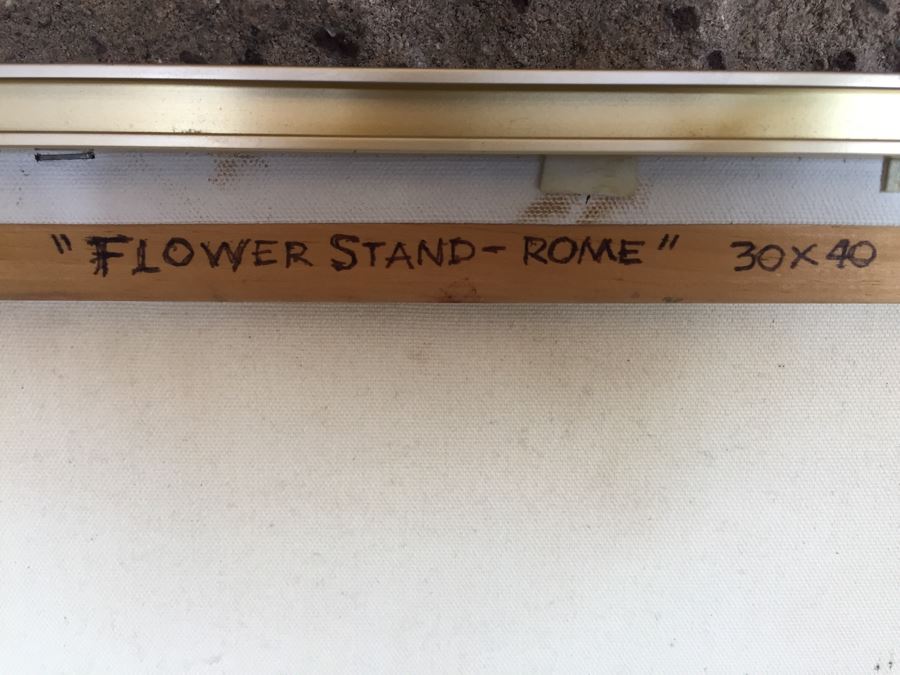 "FLOWER STAND- ROME" 30X40